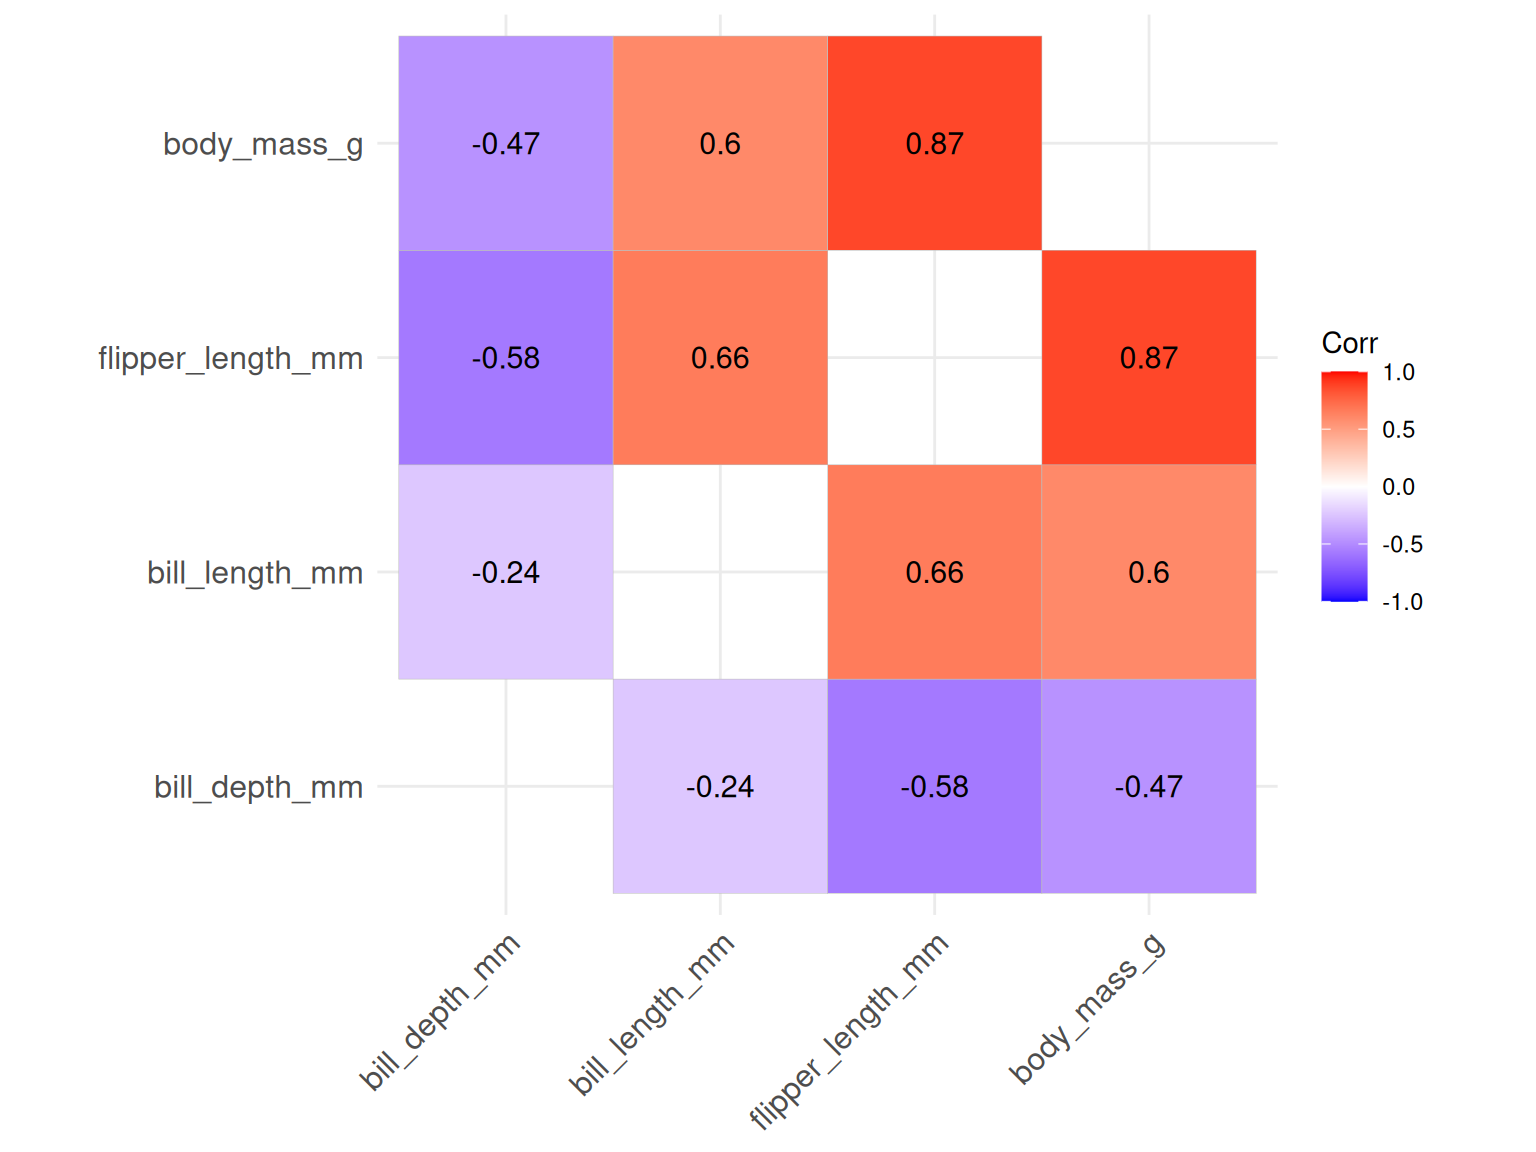 body_mass_g
-0.47 0.6 0.87
flipper_length_mm
-0.58 0.66 0.87
bill_length_mm
-0.24 0.66 0.6
bill_depth_mm
-0.24 -0.58 -0.47
bill_depth_mm
bill_length_mm
flipper_length_mm
body_mass_g
Corr
1.0
0.5
0.0
-0.5
-1.0